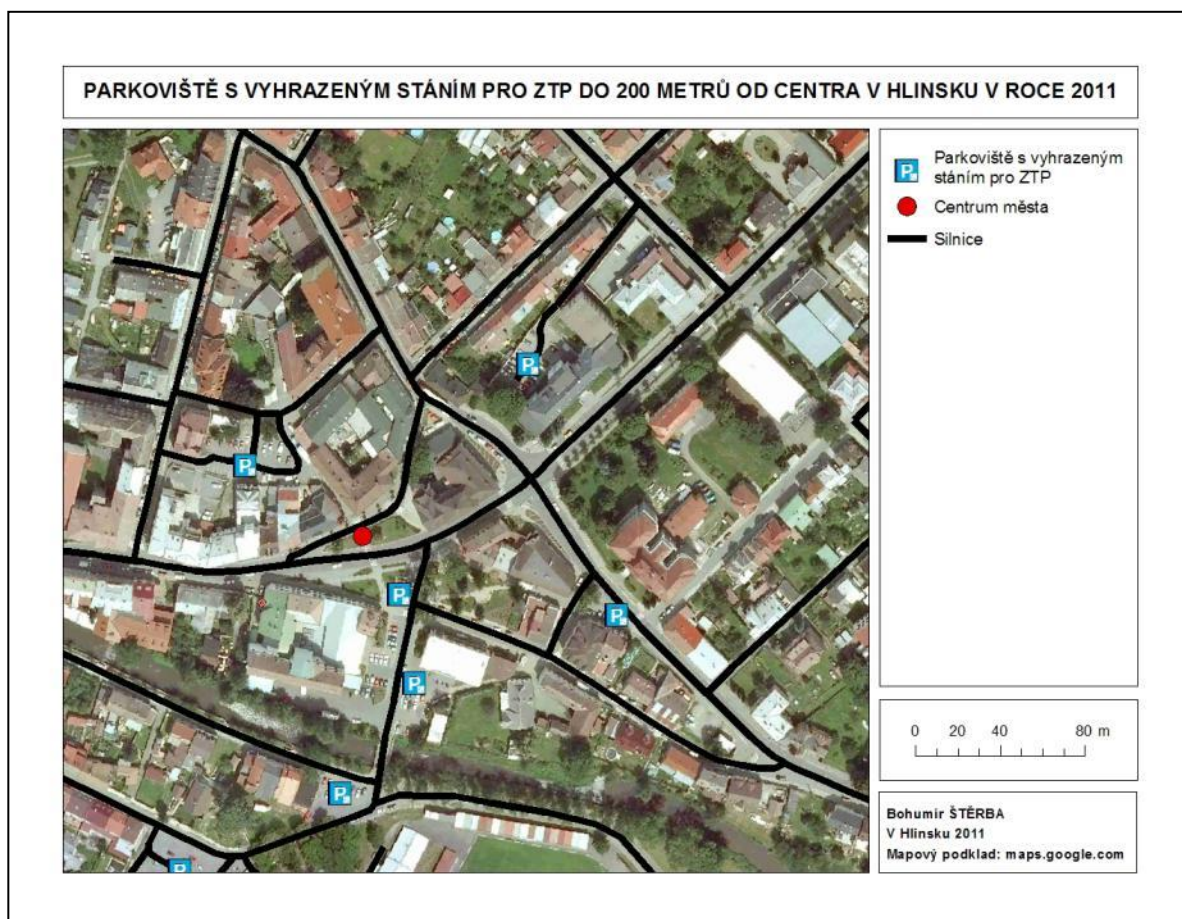 PARKOVIŠTĚ S VYHRAZENÝM STÁNÍM PRO ZTP DO 200 METRŮ OD CENTRA V HLINSKU V ROCE 2011
Parkoviště s vyhrazeným
stáním pro ZTP
Centrum města
Silnice
P
P
P
P
P
P
P
P
0 20 40 80 m
Bohumír ŠTĚRBA
V Hlinsku 2011
Mapový podklad: maps.google.com